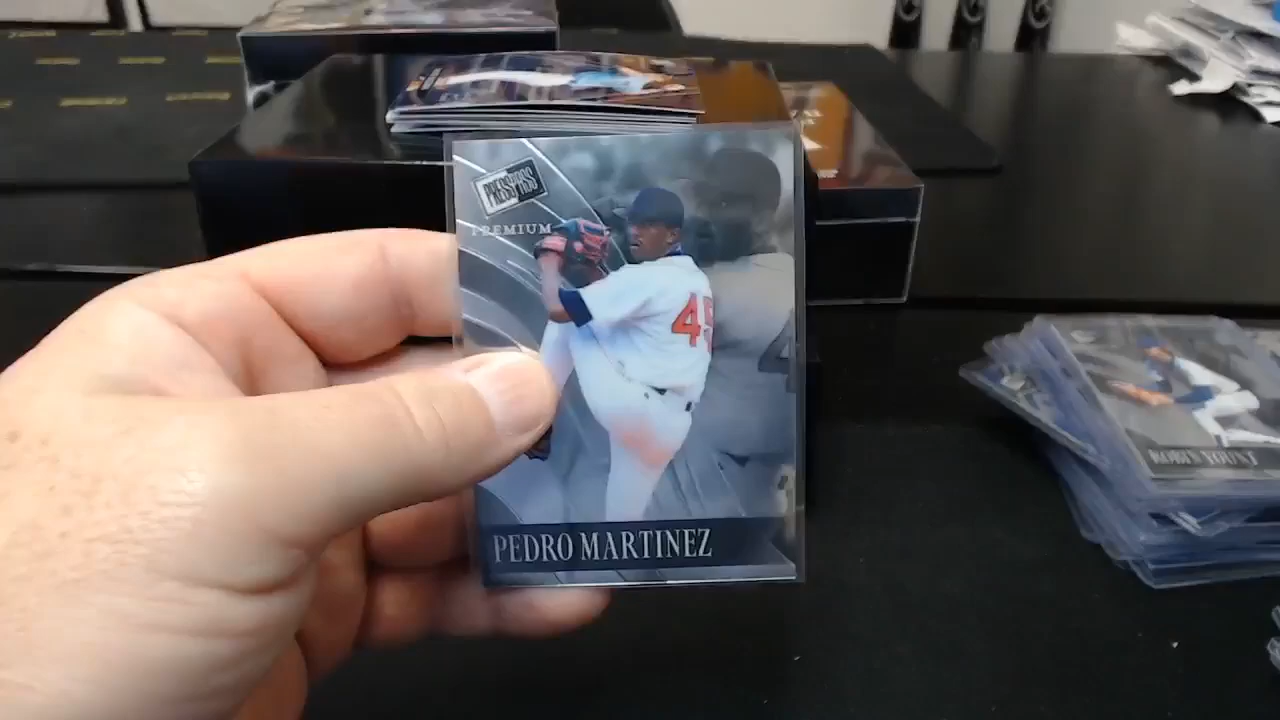 PRESS PASS
PREMIUM
45
PEDRO MARTINEZ
ROBIN YOUNT